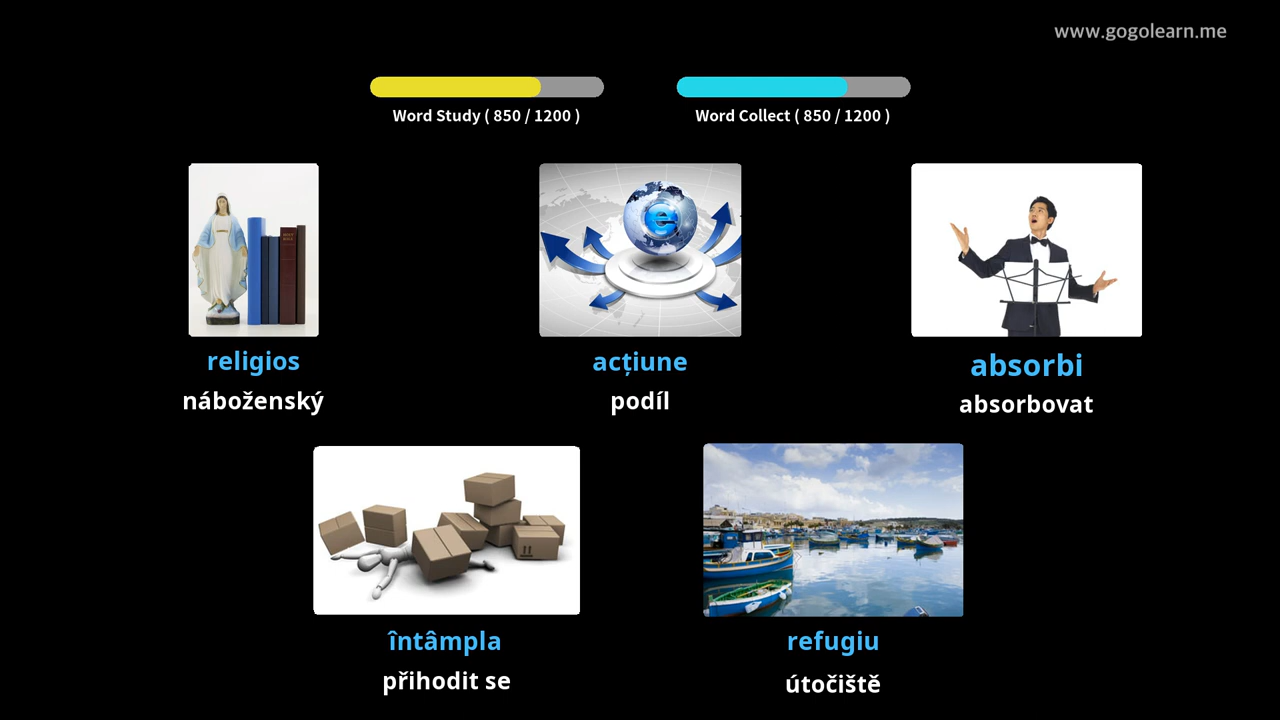 www.gogolearn.me
Word Study ( 850 / 1200 )
Word Collect ( 850 / 1200 )
religios
náboženský
acțiune
podíl
absorbi
absorbovat
întâmpla
přihodit se
refugiu
útočiště